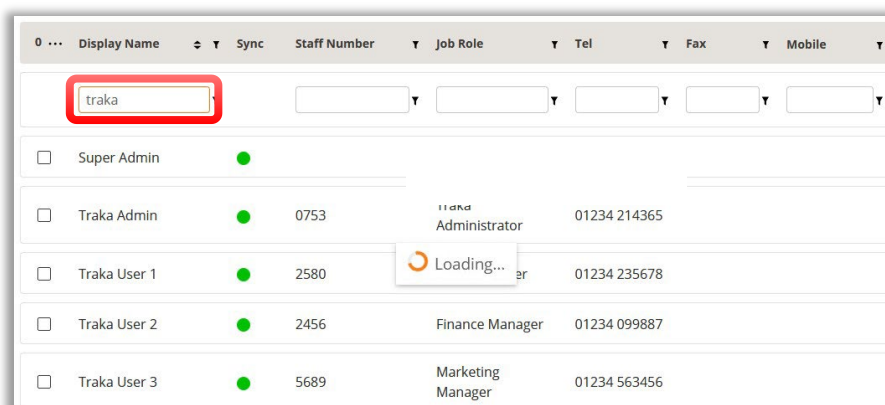 0 ... Display Name Sync Staff Number Job Role Tel Fax Mobile
traka
Super Admin
Traka Admin 0753 Traka Administrator 01234 214365
Traka User 1 2580 01234 235678
Loading...
Traka User 2 2456 Finance Manager 01234 099887
Traka User 3 5689 Marketing Manager 01234 563456